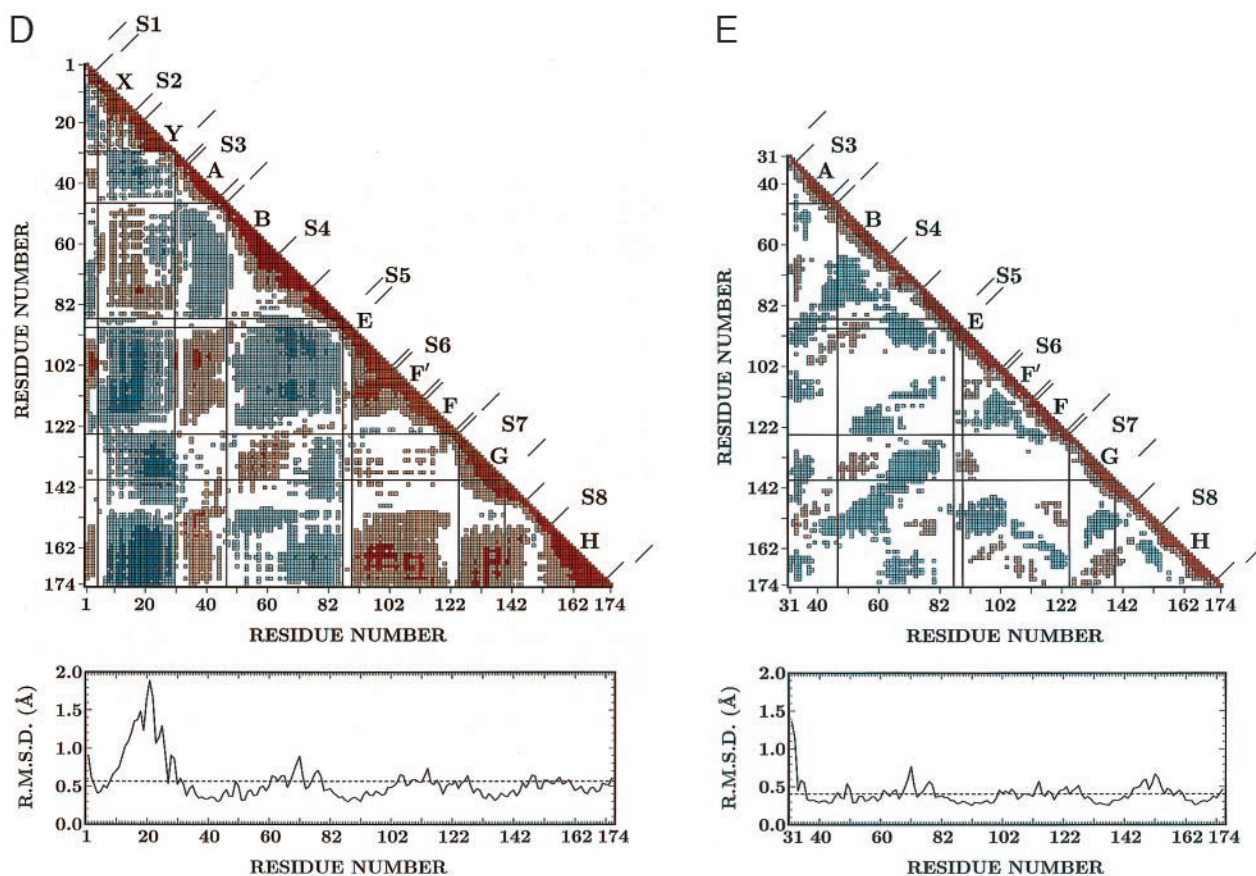 D
S1
1
X
S2
20
Y
S3
40
A
B
60
S4
82
S5
E
102
S6
F'
122
F
S7
G
142
S8
162
H
174
1 20 40 60 82 102 122 142 162 174
RESIDUE NUMBER
RESIDUE NUMBER
2.0
1.5
1.0
0.5
0.0
R.M.S.D. (Å)
1 20 40 60 82 102 122 142 162 174
RESIDUE NUMBER
E
31
S3
40
A
B
60
S4
82
S5
E
102
S6
F'
122
F
S7
G
142
S8
162
H
174
31 40 60 82 102 122 142 162 174
RESIDUE NUMBER
RESIDUE NUMBER
2.0
1.5
1.0
0.5
0.0
R.M.S.D. (Å)
31 40 60 82 102 122 142 162 174
RESIDUE NUMBER